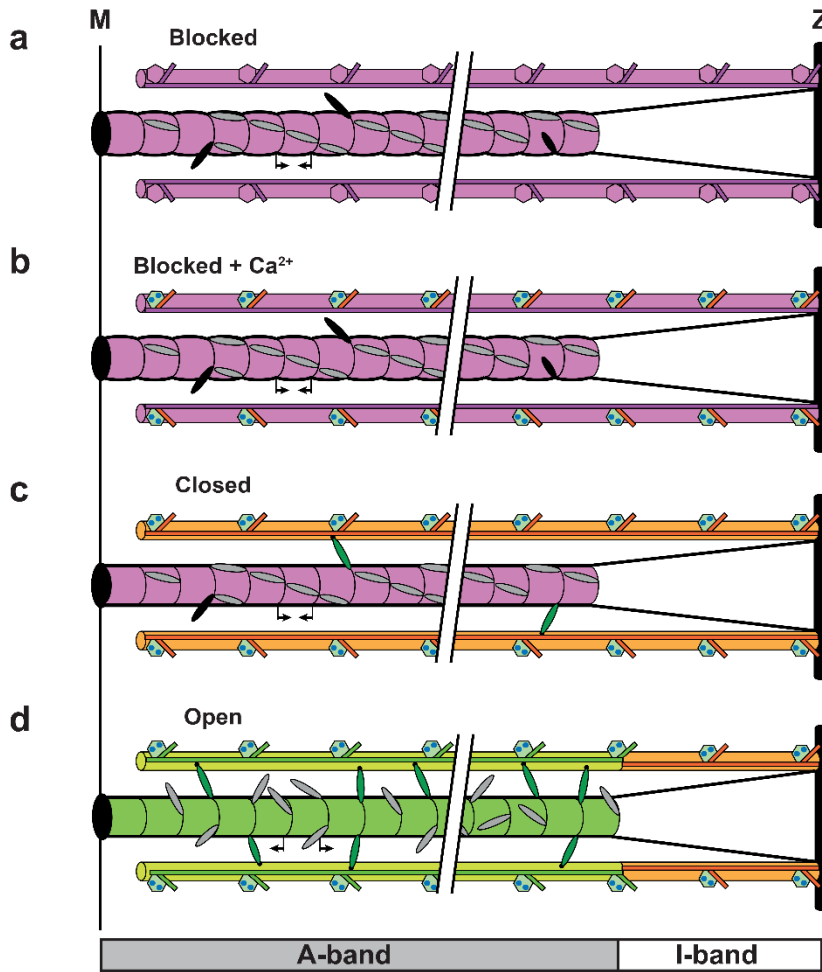 M Z
a
Blocked
b
Blocked + Ca²⁺
c
Closed
d
Open
A-band I-band